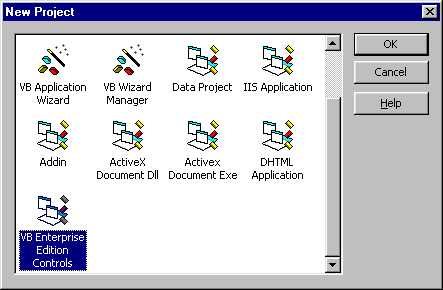 New Project
OK
Cancel
Help
VB Application
Wizard
VB Wizard
Manager
Data Project
IIS Application
Addin
ActiveX
Document Dll
Activex
Document Exe
DHTML
Application
VB Enterprise
Edition
Controls